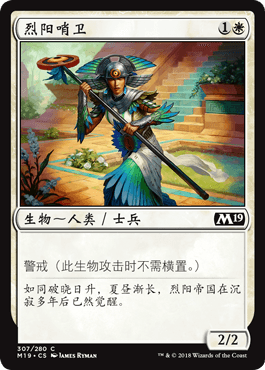 烈阳哨卫 1
生物～人类 / 士兵 M19
警戒（此生物攻击时不需横置。）
如同破晓日升，夏昼渐长，烈阳帝国在沉
寂多年后已然觉醒。
2/2
307/280 C
M19 • CS JAMES RYMAN
™ & © 2018 Wizards of the Coast